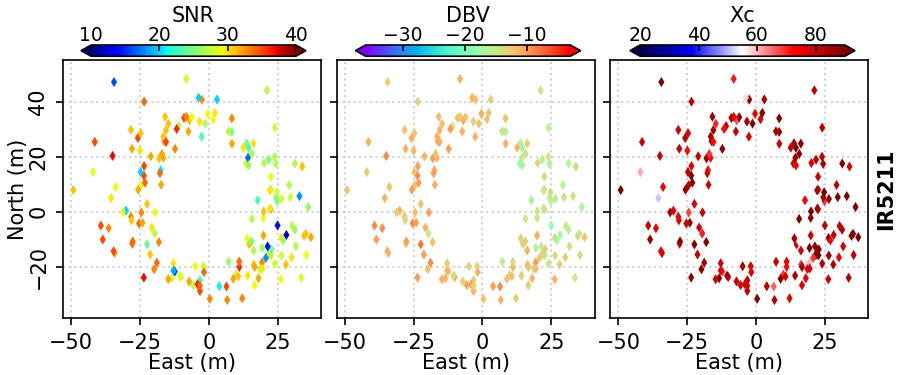 SNR DBV Xc
10 20 30 40 −30 −20 −10 20 40 60 80
40
20
0
−20
North (m)
IR5211
−50 −25 0 25 −50 −25 0 25 −50 −25 0 25
East (m) East (m) East (m)